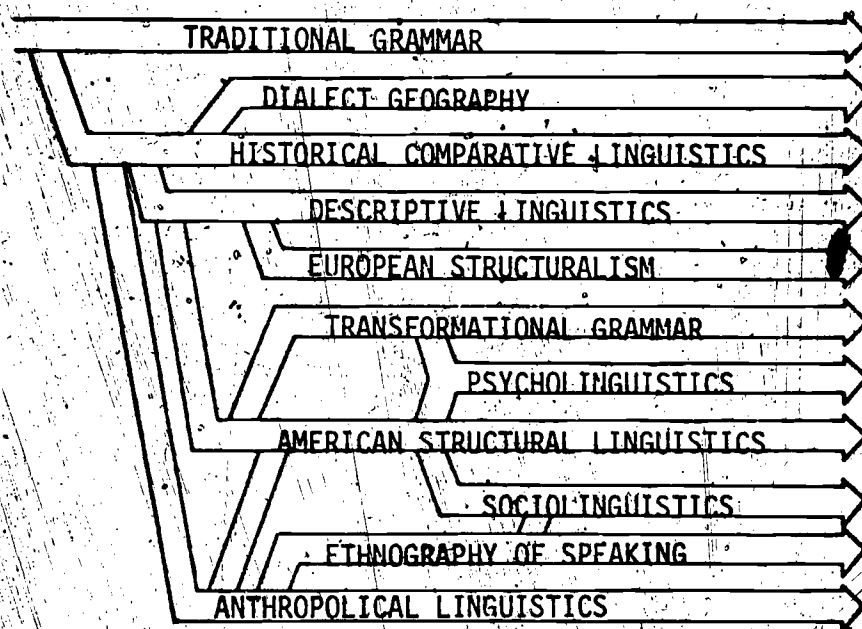 TRADITIONAL GRAMMAR
DIALECT GEOGRAPHY
HISTORICAL COMPARATIVE LINGUISTICS
DESCRIPTIVE LINGUISTICS
EUROPEAN STRUCTURALISM
TRANSFORMATIONAL GRAMMAR
PSYCHOLINGUISTICS
AMERICAN STRUCTURAL LINGUISTICS
SOCIOLINGUISTICS
ETHNOGRAPHY OF SPEAKING
ANTHROPOLICAL LINGUISTICS